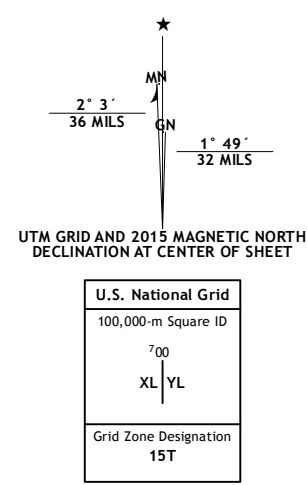 ★
MN
GN
2° 3´
36 MILS
1° 49´
32 MILS
UTM GRID AND 2015 MAGNETIC NORTH
DECLINATION AT CENTER OF SHEET
U.S. National Grid
100,000-m Square ID
⁷00
XL YL
Grid Zone Designation
15T